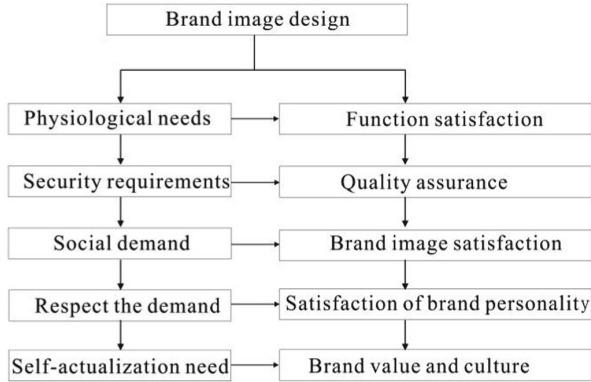 Brand image design
Physiological needs
Function satisfaction
Security requirements
Quality assurance
Social demand
Brand image satisfaction
Respect the demand
Satisfaction of brand personality
Self-actualization need
Brand value and culture